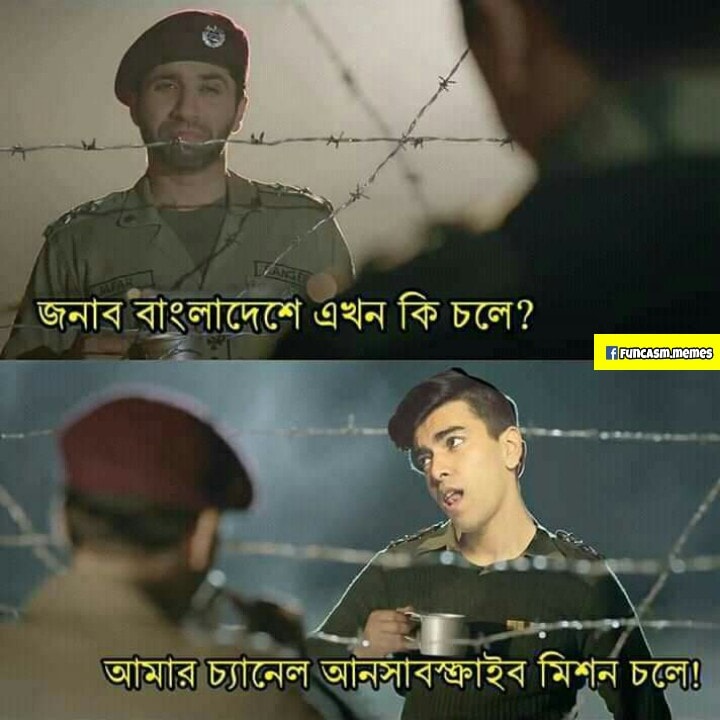 জনাব বাংলাদেশে এখন কি চলে?
f FUNCASM.MEMES
আমার চ্যানেল আনসাবস্ক্রাইব মিশন চলে!